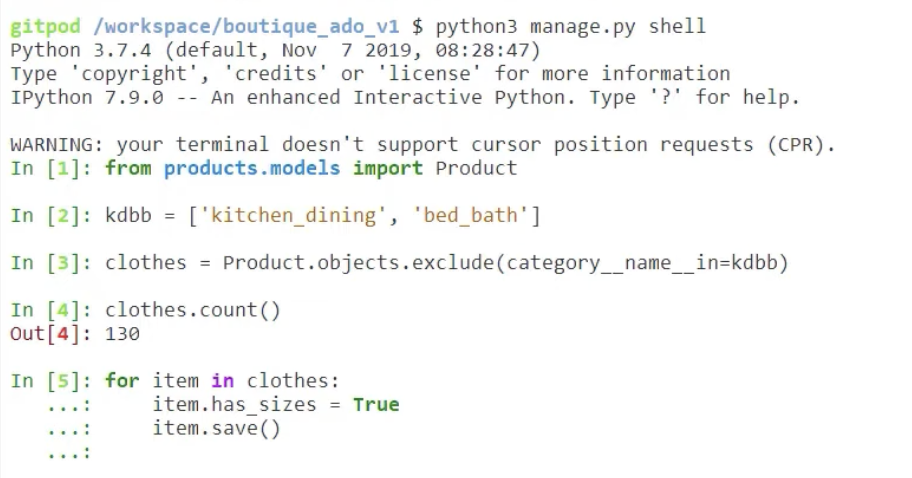 gitpod /workspace/boutique_ado_v1 $ python3 manage.py shell
Python 3.7.4 (default, Nov  7 2019, 08:28:47)
Type 'copyright', 'credits' or 'license' for more information
IPython 7.9.0 -- An enhanced Interactive Python. Type '?' for help.

WARNING: your terminal doesn't support cursor position requests (CPR).
In [1]: from products.models import Product

In [2]: kdbb = ['kitchen_dining', 'bed_bath']

In [3]: clothes = Product.objects.exclude(category__name__in=kdbb)

In [4]: clothes.count()
Out[4]: 130

In [5]: for item in clothes:
   ...:     item.has_sizes = True
   ...:     item.save()
   ...: